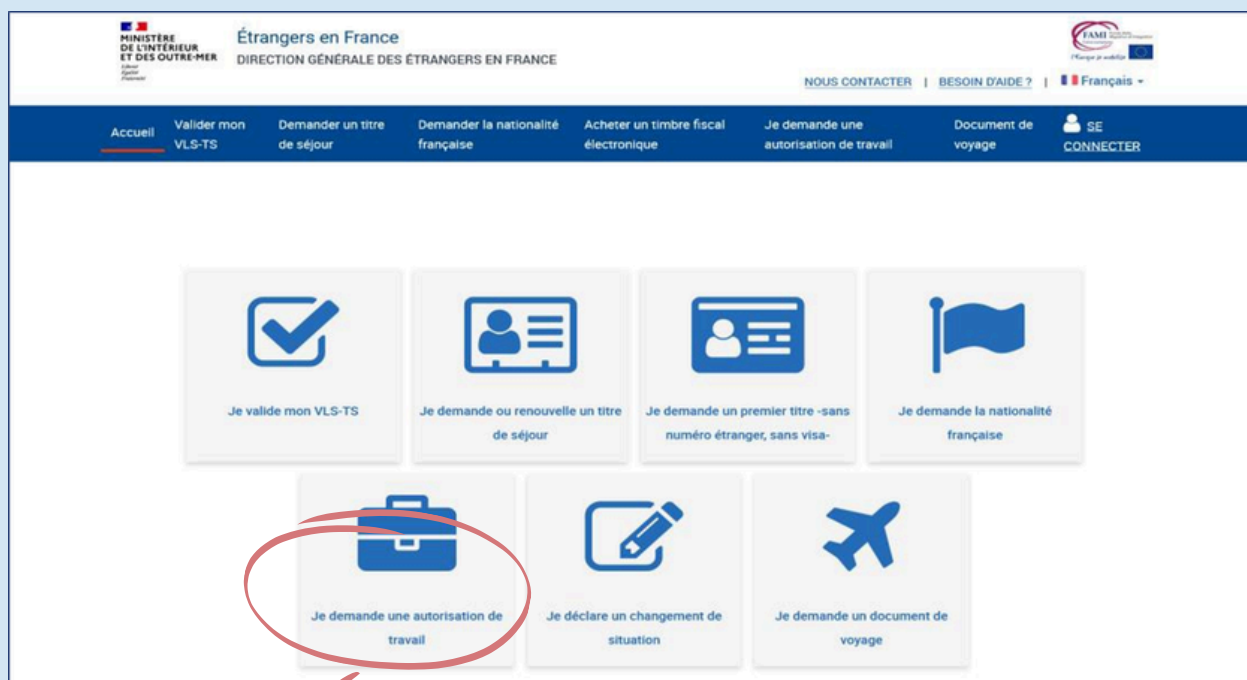 MINISTÈRE
DE L'INTÉRIEUR
ET DES OUTRE-MER
Liberté
Égalité
Fraternité
Étrangers en France
DIRECTION GÉNÉRALE DES ÉTRANGERS EN FRANCE
FAMI
NOUS CONTACTER | BESOIN D'AIDE ? | Français
Accueil
Valider mon
VLS-TS
Demander un titre
de séjour
Demander la nationalité
française
Acheter un timbre fiscal
électronique
Je demande une
autorisation de travail
Document de
voyage
SE
CONNECTER
Je valide mon VLS-TS
Je demande ou renouvelle un titre
de séjour
Je demande un premier titre -sans
numéro étranger, sans visa-
Je demande la nationalité
française
Je demande une autorisation de
travail
Je déclare un changement de
situation
Je demande un document de
voyage